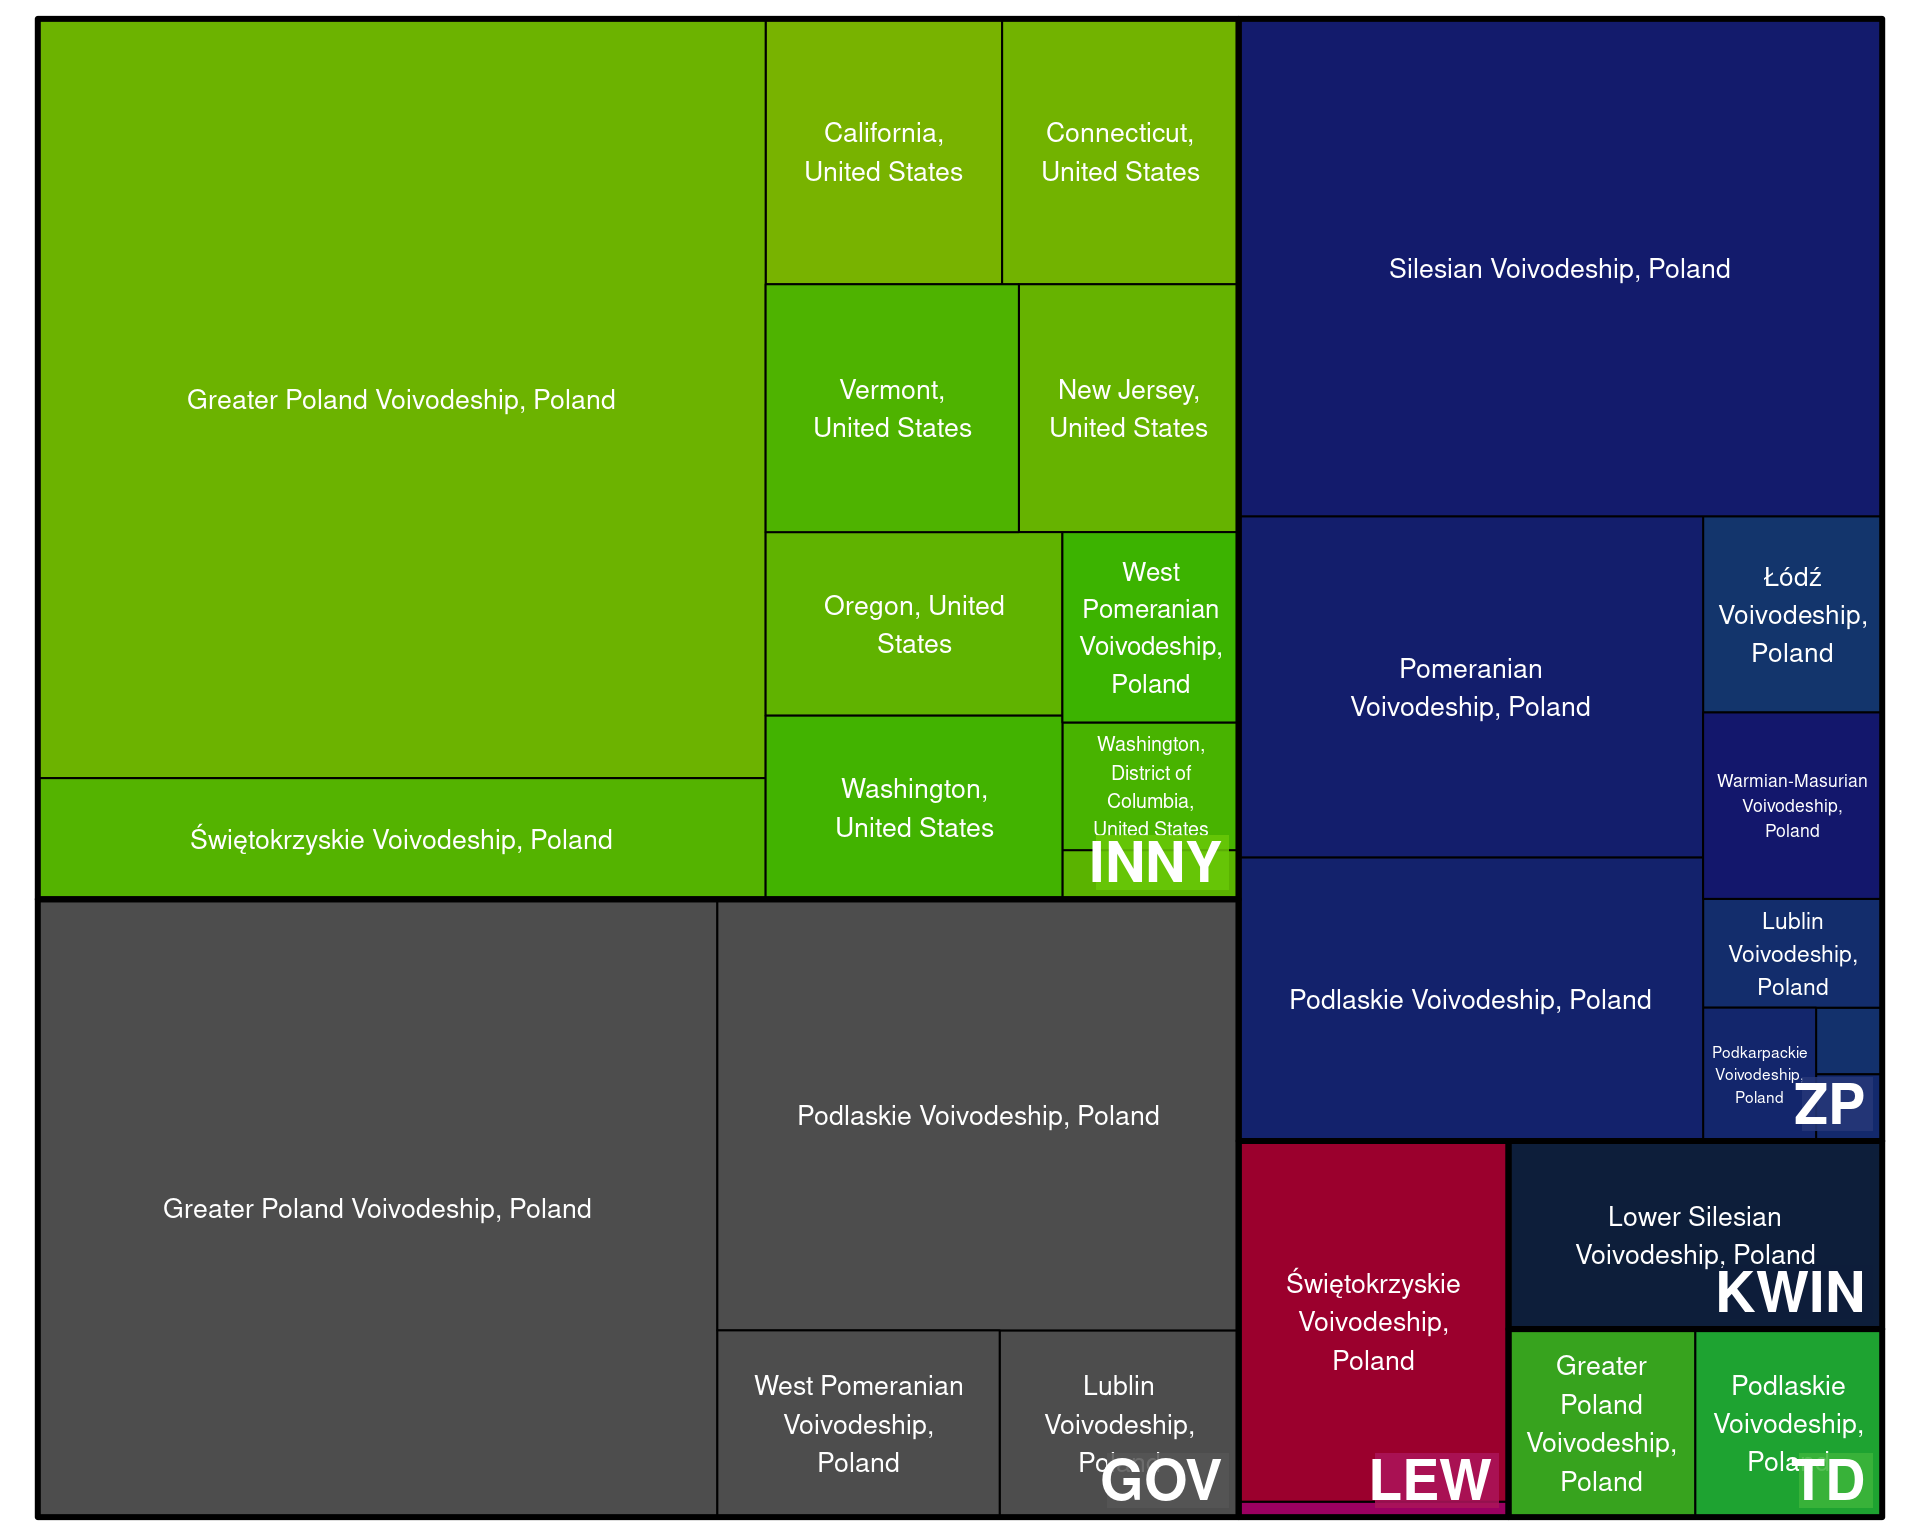 Greater Poland Voivodeship, Poland
Świętokrzyskie Voivodeship, Poland
California,
United States
Connecticut,
United States
Vermont,
United States
New Jersey,
United States
Oregon, United
States
West
Pomeranian
Voivodeship,
Poland
Washington,
United States
Washington,
District of
Columbia,
United States
INNY
Greater Poland Voivodeship, Poland
Podlaskie Voivodeship, Poland
West Pomeranian
Voivodeship,
Poland
Lublin
Voivodeship,
Poland
GOV
Silesian Voivodeship, Poland
Pomeranian
Voivodeship, Poland
Podlaskie Voivodeship, Poland
Łódź
Voivodeship,
Poland
Warmian-Masurian
Voivodeship,
Poland
Lublin
Voivodeship,
Poland
Podkarpackie
Voivodeship,
Poland
ZP
Świętokrzyskie
Voivodeship,
Poland
LEW
Lower Silesian
Voivodeship, Poland
KWIN
Greater
Poland
Voivodeship,
Poland
Podlaskie
Voivodeship,
Poland
TD